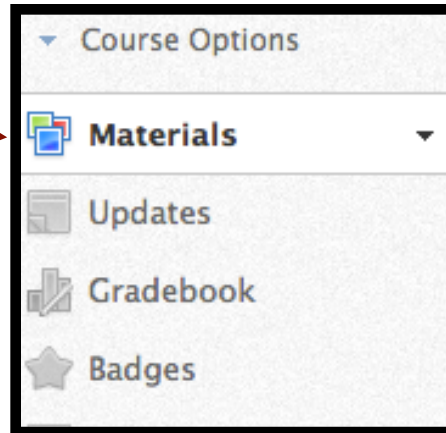 Course Options
Materials
Updates
Gradebook
Badges